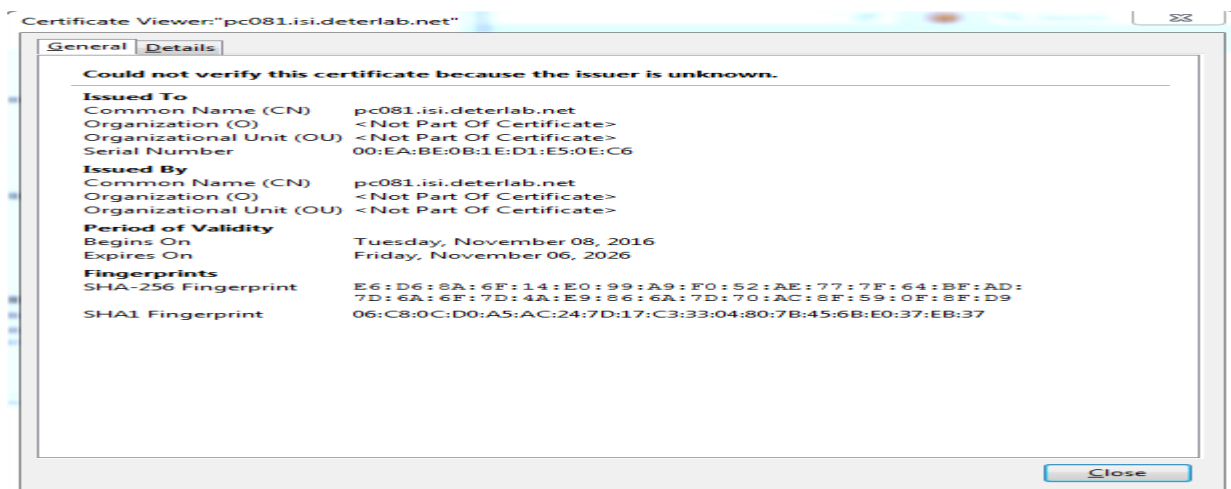 Certificate Viewer:"pc081.isi.deterlab.net"
General Details
Could not verify this certificate because the issuer is unknown.
Issued To
Common Name (CN) pc081.isi.deterlab.net
Organization (O) <Not Part Of Certificate>
Organizational Unit (OU) <Not Part Of Certificate>
Serial Number 00:EA:BE:0B:1E:D1:E5:0E:C6
Issued By
Common Name (CN) pc081.isi.deterlab.net
Organization (O) <Not Part Of Certificate>
Organizational Unit (OU) <Not Part Of Certificate>
Period of Validity
Begins On Tuesday, November 08, 2016
Expires On Friday, November 06, 2026
Fingerprints
SHA-256 Fingerprint E6:D6:8A:6F:14:E0:99:A9:F0:52:AE:77:7F:64:BF:AD:
7D:6A:6F:7D:4A:E9:86:6A:7D:70:AC:8F:59:0F:8F:D9
SHA1 Fingerprint 06:C8:0C:D0:A5:AC:24:7D:17:C3:33:04:80:7B:45:6B:E0:37:EB:37
Close